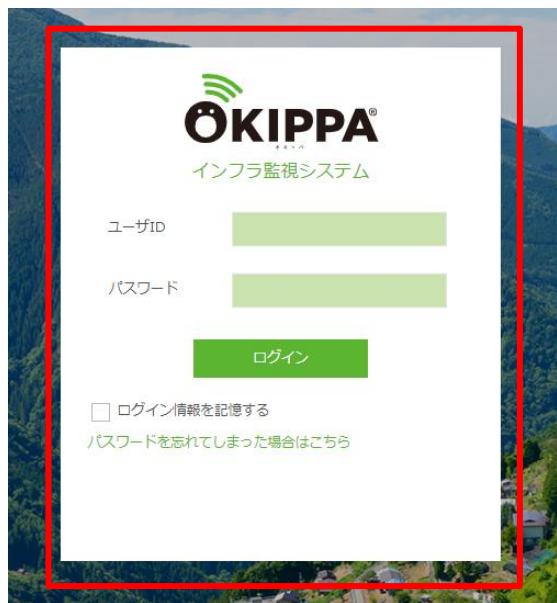 ÖKIPPA®
オキッパ
インフラ監視システム
ユーザID
パスワード
ログイン
ログイン情報を記憶する
パスワードを忘れてしまった場合はこちら